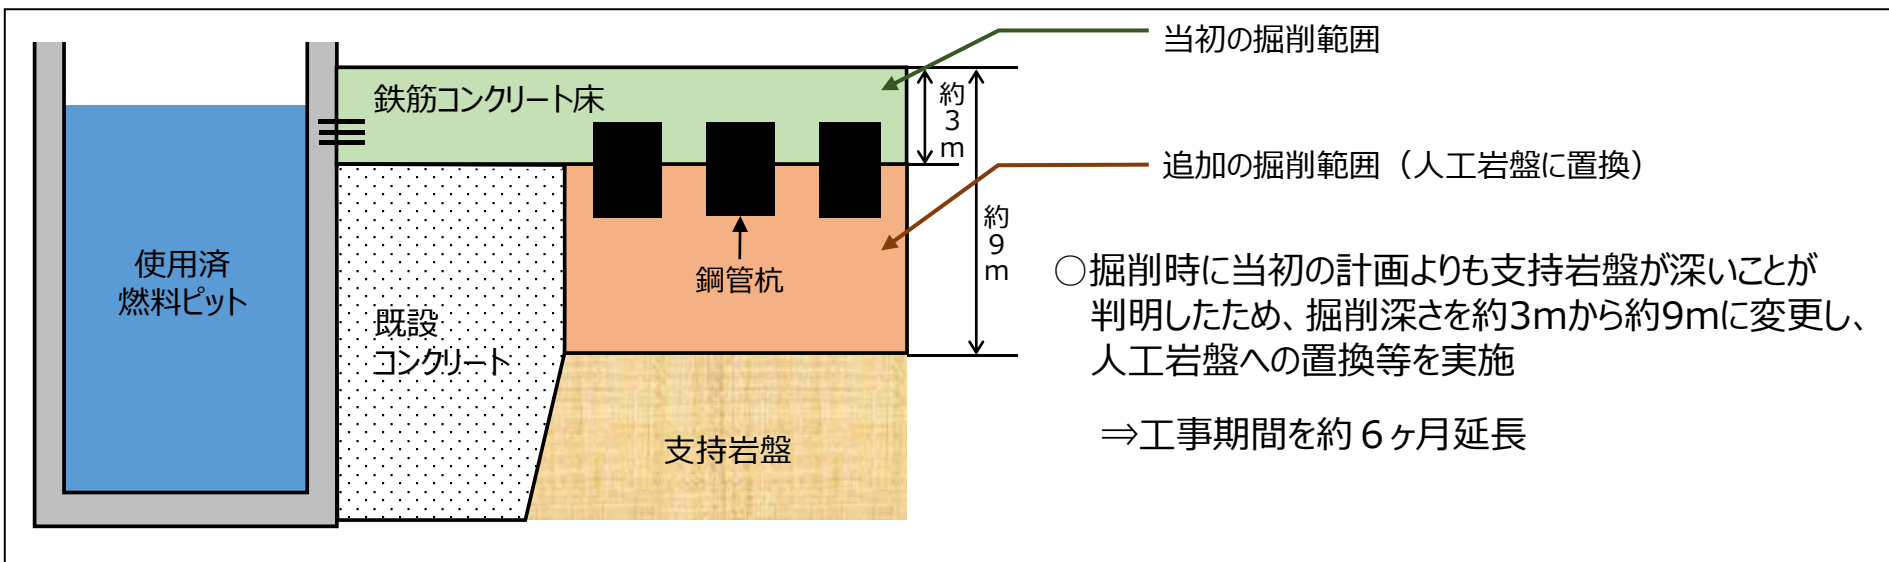 当初の掘削範囲
鉄筋コンクリート床
約3m
追加の掘削範囲（人工岩盤に置換）
約9m
使用済
燃料ピット
鋼管杭
既設
コンクリート
支持岩盤
○掘削時に当初の計画よりも支持岩盤が深いことが
判明したため、掘削深さを約3mから約9mに変更し、
人工岩盤への置換等を実施
⇒工事期間を約６ヶ月延長